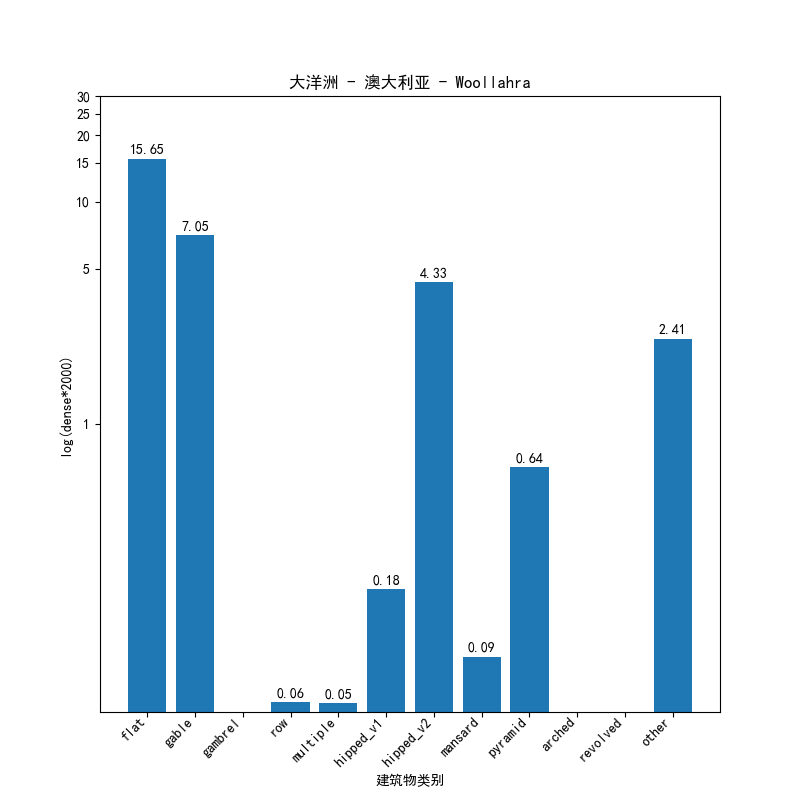 大洋洲 - 澳大利亚 - Woollahra
30
25
20
15
10
5
1
log(dense*2000)
15.65
7.05
0.06
0.05
0.18
4.33
0.09
0.64
2.41
flat
gable
gambrel
row
multiple
hipped_v1
hipped_v2
mansard
pyramid
arched
revolved
other
建筑物类别